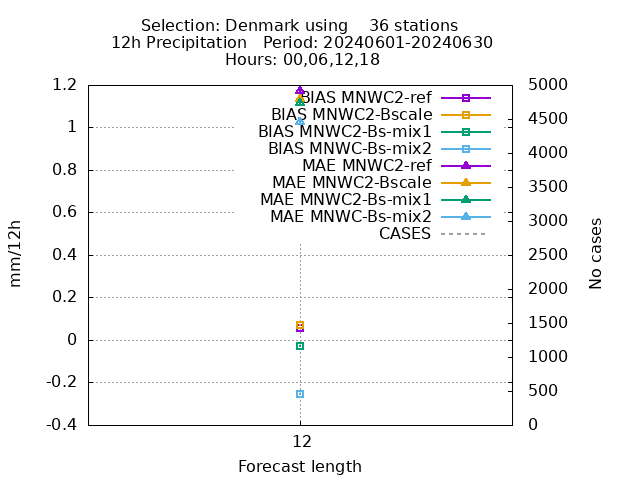 Selection: Denmark using 36 stations
12h Precipitation Period: 20240601-20240630
Hours: 00,06,12,18
1.2
1
0.8
0.6
0.4
0.2
0
-0.2
-0.4
mm/12h
5000
4500
4000
3500
3000
2500
2000
1500
1000
500
0
No cases
BIAS MNWC2-ref
BIAS MNWC2-Bscale
BIAS MNWC2-Bs-mix1
BIAS MNWC-Bs-mix2
MAE MNWC2-ref
MAE MNWC2-Bscale
MAE MNWC2-Bs-mix1
MAE MNWC-Bs-mix2
CASES
12
Forecast length